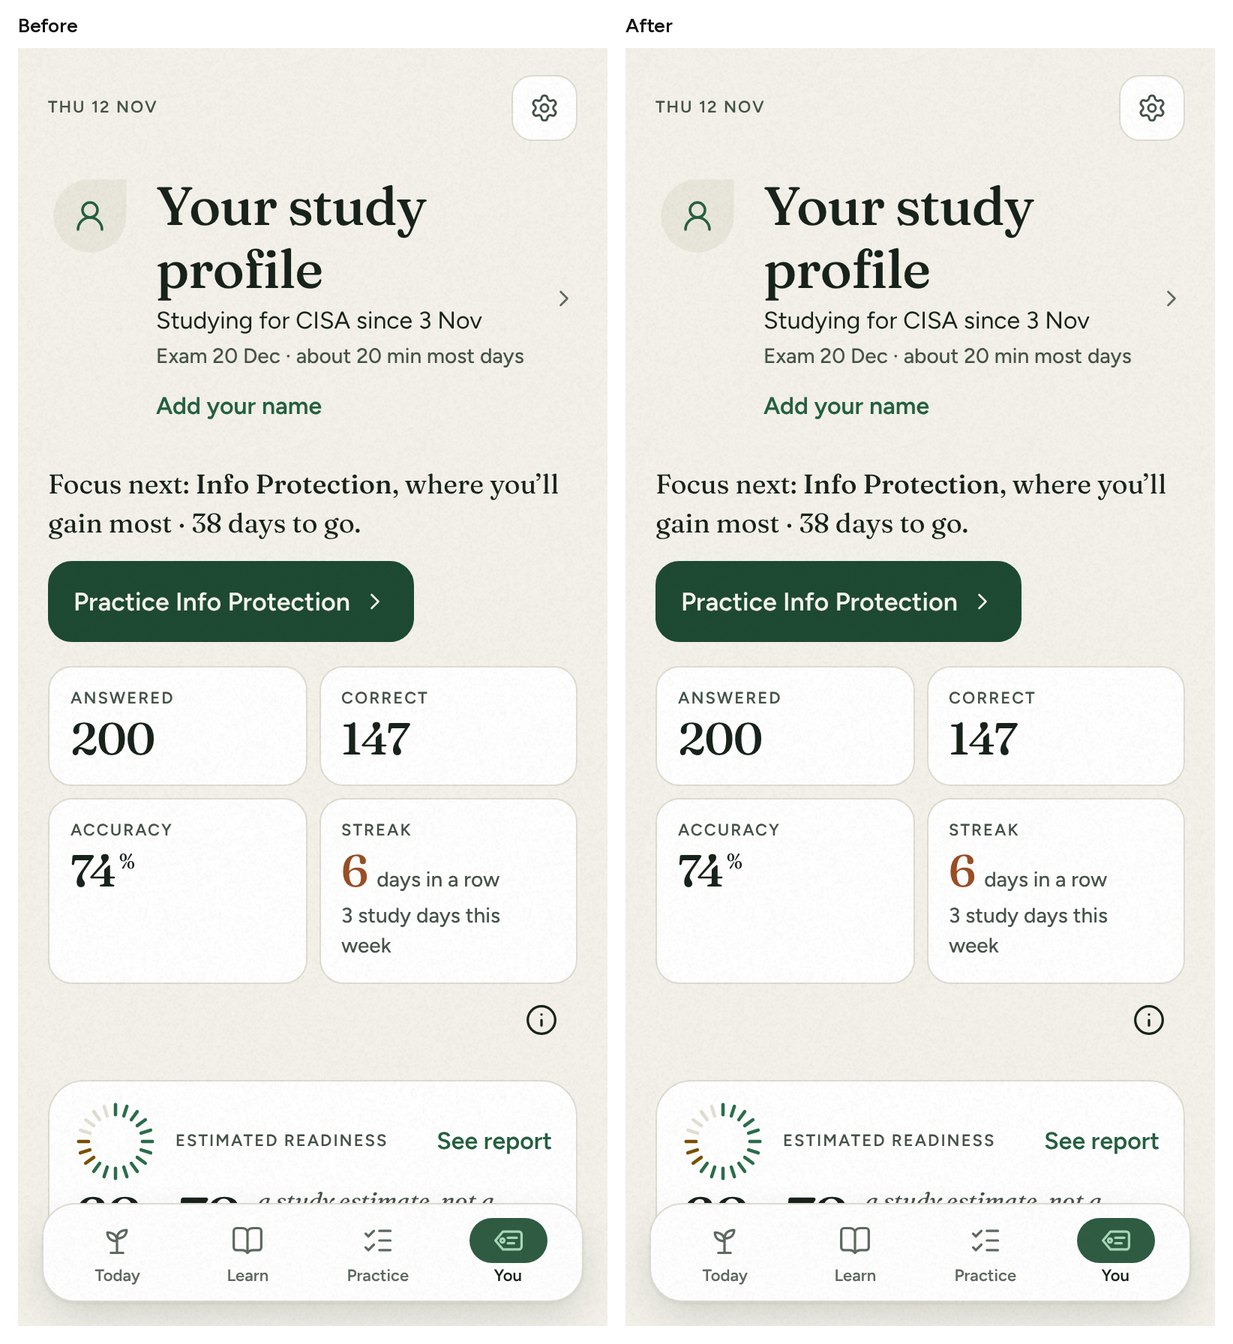 Before
THU 12 NOV
Your study
profile
Studying for CISA since 3 Nov
Exam 20 Dec · about 20 min most days
Add your name
Focus next: Info Protection, where you’ll
gain most · 38 days to go.
Practice Info Protection
ANSWERED
200
CORRECT
147
ACCURACY
74%
STREAK
6 days in a row
3 study days this
week
ESTIMATED READINESS
See report
a study estimate, not a
Today
Learn
Practice
You
After
THU 12 NOV
Your study
profile
Studying for CISA since 3 Nov
Exam 20 Dec · about 20 min most days
Add your name
Focus next: Info Protection, where you’ll
gain most · 38 days to go.
Practice Info Protection
ANSWERED
200
CORRECT
147
ACCURACY
74%
STREAK
6 days in a row
3 study days this
week
ESTIMATED READINESS
See report
a study estimate, not a
Today
Learn
Practice
You